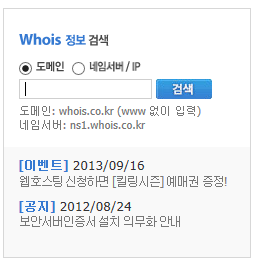 Whois 정보 검색
도메인 네임서버 / IP
검색
도메인: whois.co.kr (www 없이 입력)
네임서버: ns1.whois.co.kr
[이벤트] 2013/09/16
웹호스팅 신청하면 [킬링시즌] 예매권 증정!
[공지] 2012/08/24
보안서버인증서 설치 의무화 안내